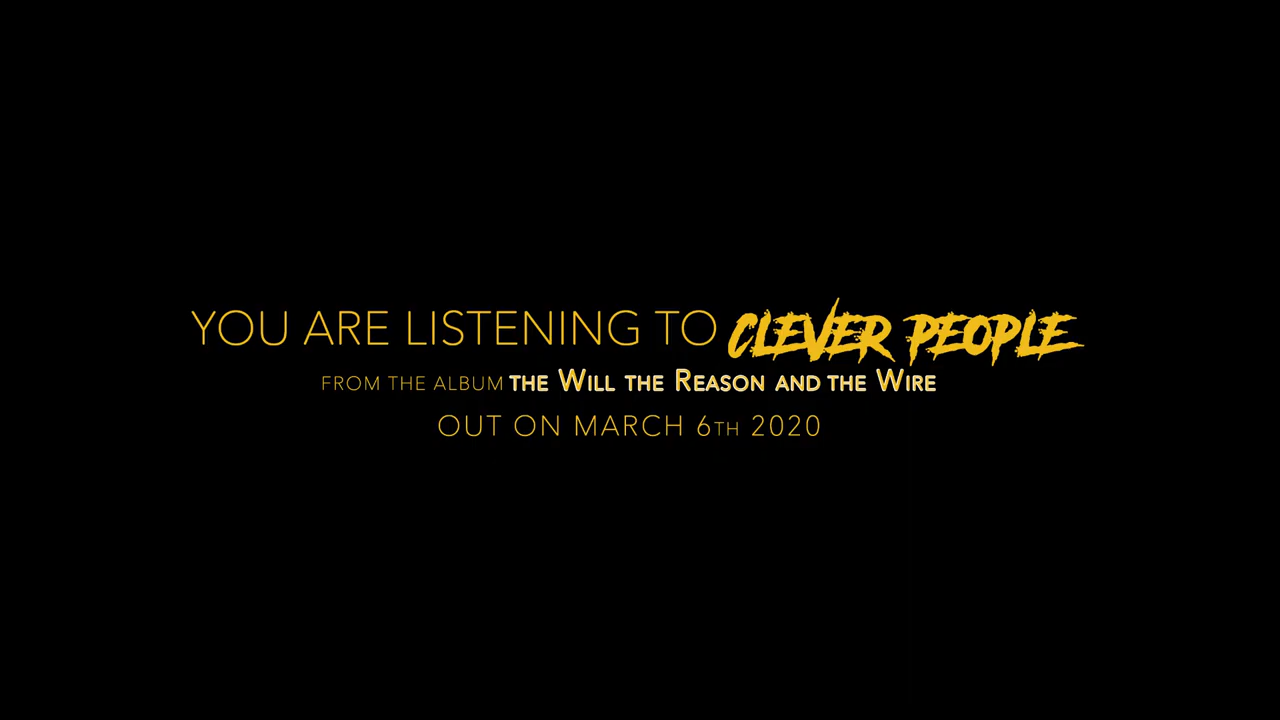 YOU ARE LISTENING TO CLEVER PEOPLE
FROM THE ALBUM THE WILL THE REASON AND THE WIRE
OUT ON MARCH 6TH 2020